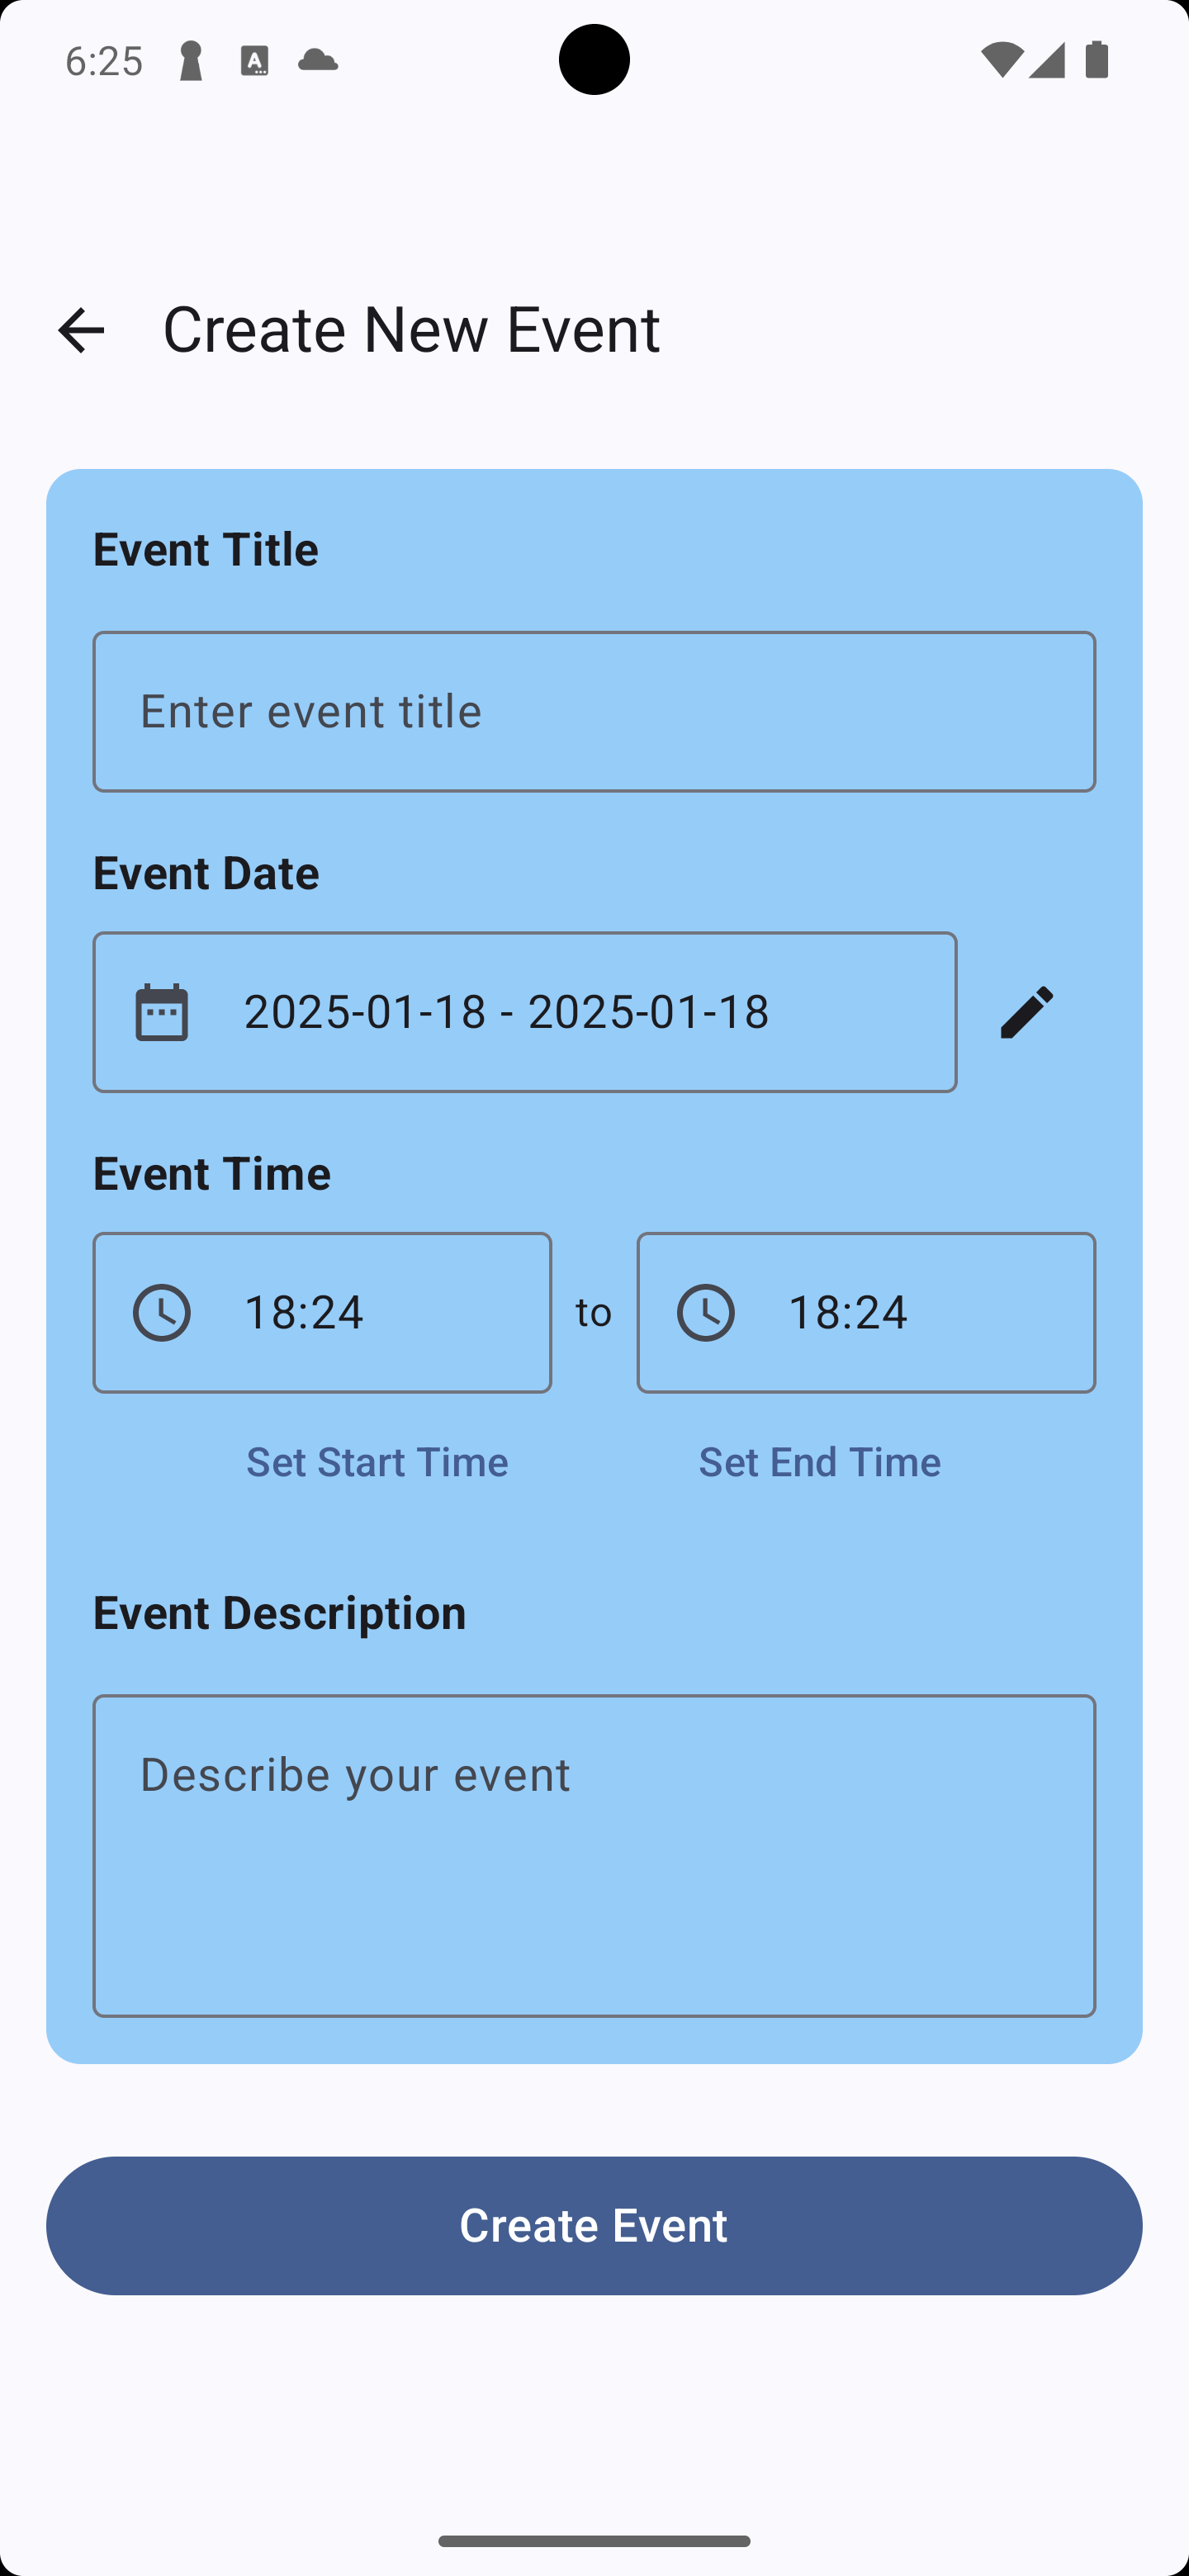 6:25
Create New Event
Event Title
Enter event title
Event Date
2025-01-18 - 2025-01-18
Event Time
18:24 to 18:24
Set Start Time Set End Time
Event Description
Describe your event
Create Event